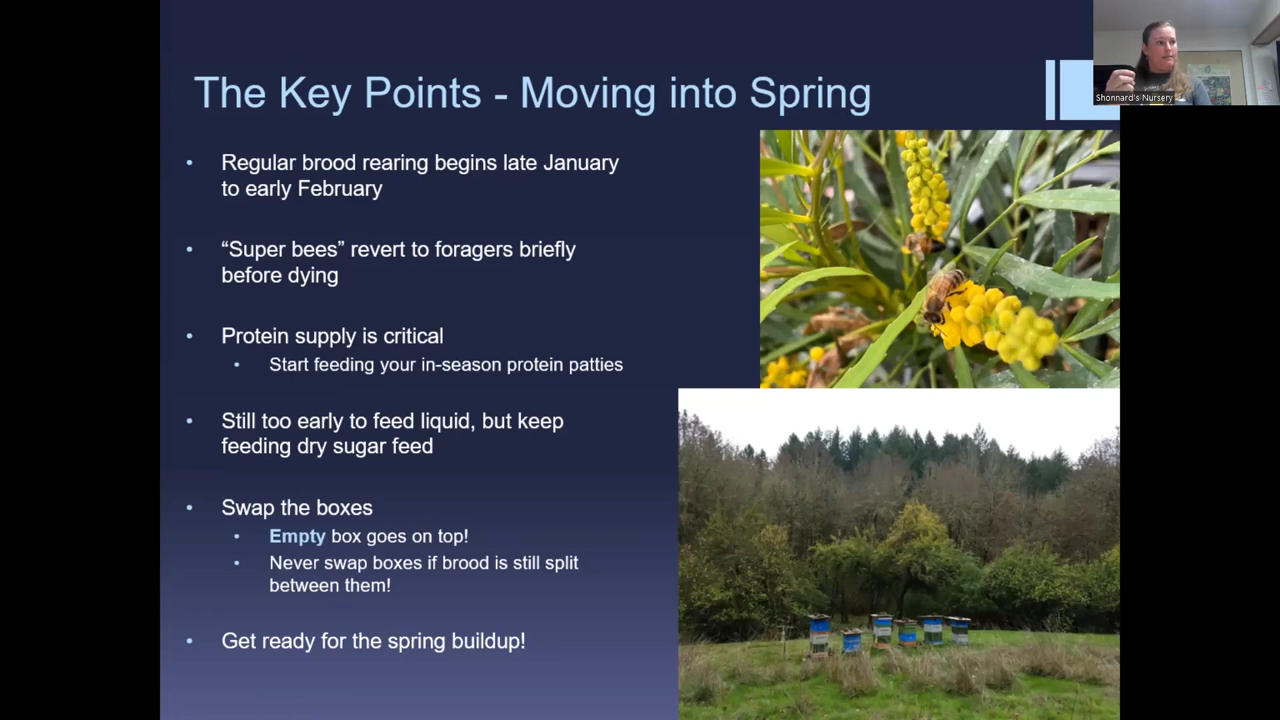 The Key Points - Moving into Spring
Shonnard's Nursery
• Regular brood rearing begins late January
to early February
• “Super bees” revert to foragers briefly
before dying
• Protein supply is critical
• Start feeding your in-season protein patties
• Still too early to feed liquid, but keep
feeding dry sugar feed
• Swap the boxes
• Empty box goes on top!
• Never swap boxes if brood is still split
between them!
• Get ready for the spring buildup!